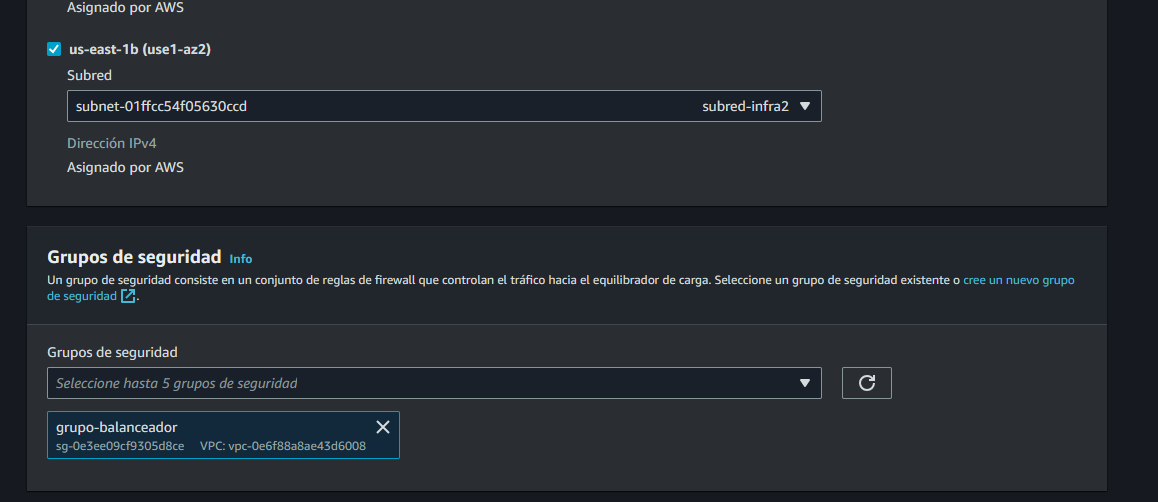 Asignado por AWS
us-east-1b (use1-az2)
Subred
subnet-01ffcc54f05630ccd subred-infra2
Dirección IPv4
Asignado por AWS
Grupos de seguridad Info
Un grupo de seguridad consiste en un conjunto de reglas de firewall que controlan el tráfico hacia el equilibrador de carga. Seleccione un grupo de seguridad existente o cree un nuevo grupo
de seguridad.
Grupos de seguridad
Seleccione hasta 5 grupos de seguridad
grupo-balanceador
sg-0e3ee09cf9305d8ce VPC: vpc-0e6f88a8ae43d6008